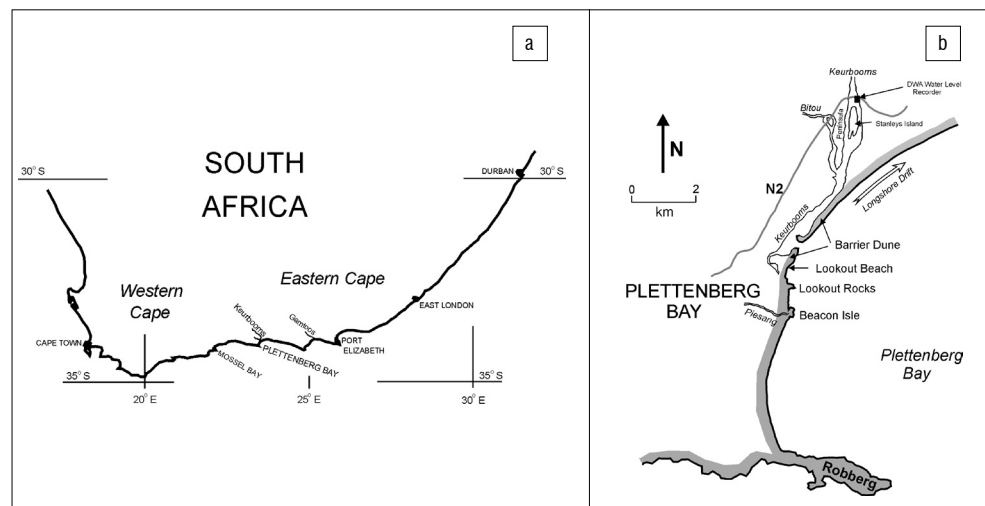 a
SOUTH
AFRICA
30° S
30° S
DURBAN
Western
Cape
Eastern Cape
EAST LONDON
Keurbooms
Gamtoos
CAPE TOWN
MOSSEL BAY
PLETTENBERG BAY
PORT
ELIZABETH
35° S
35° S
20° E
25° E
30° E
b
Keurbooms
DWA Water Level
Recorder
Bitou
Peninsula
Stanleys Island
N
0 2
km
N2
Longshore Drift
Keurbooms
Barrier Dune
Lookout Beach
PLETTENBERG
BAY
Lookout Rocks
Piesang
Beacon Isle
Plettenberg
Bay
Robberg